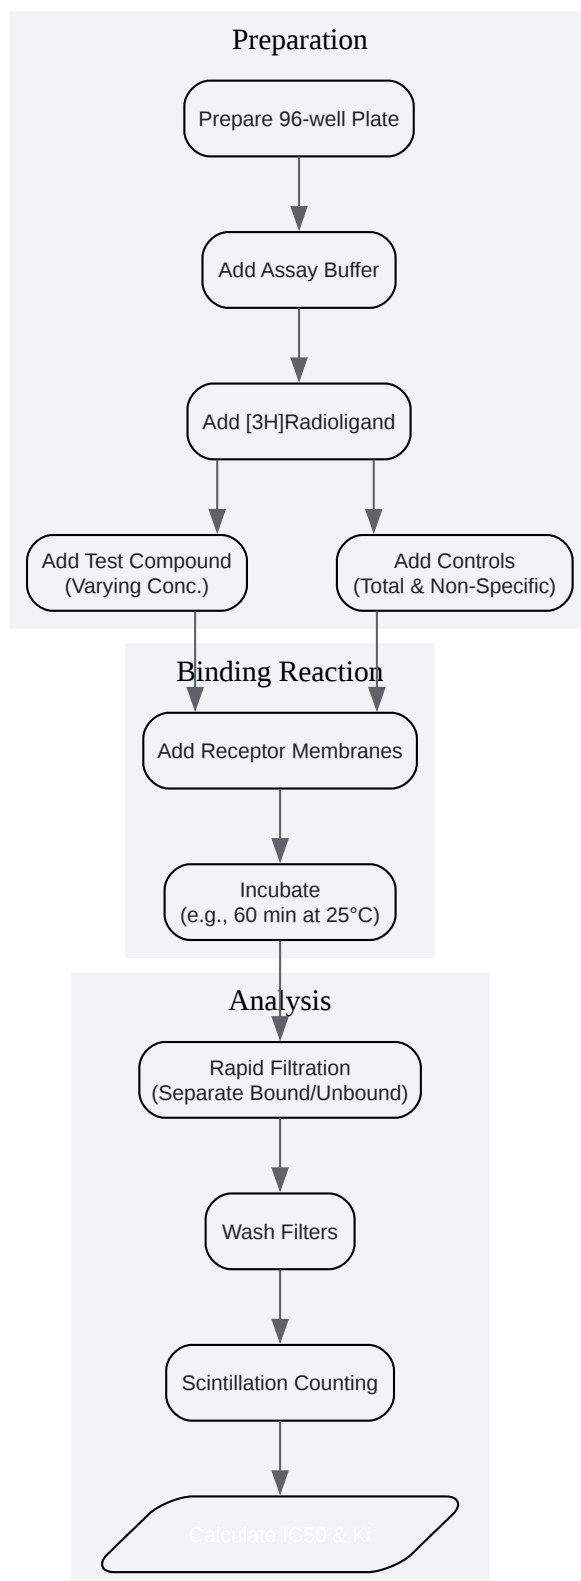 Preparation
Prepare 96-well Plate
Add Assay Buffer
Add [3H]Radioligand
Add Test Compound
(Varying Conc.)
Add Controls
(Total & Non-Specific)
Binding Reaction
Add Receptor Membranes
Incubate
(e.g., 60 min at 25°C)
Analysis
Rapid Filtration
(Separate Bound/Unbound)
Wash Filters
Scintillation Counting
Calculate IC50 & Ki